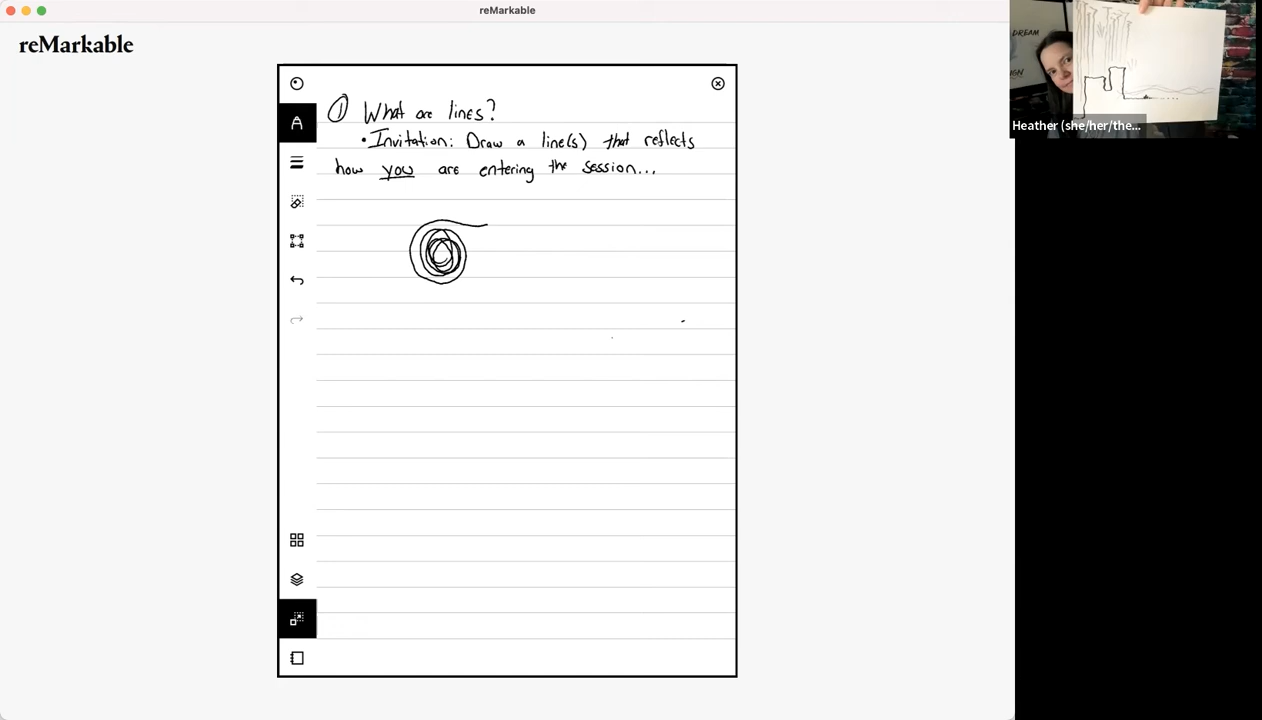 reMarkable
reMarkable
① What are lines?
• Invitation: Draw a line(s) that reflects
how you are entering the session...
DREAM
Heather (she/her/the...